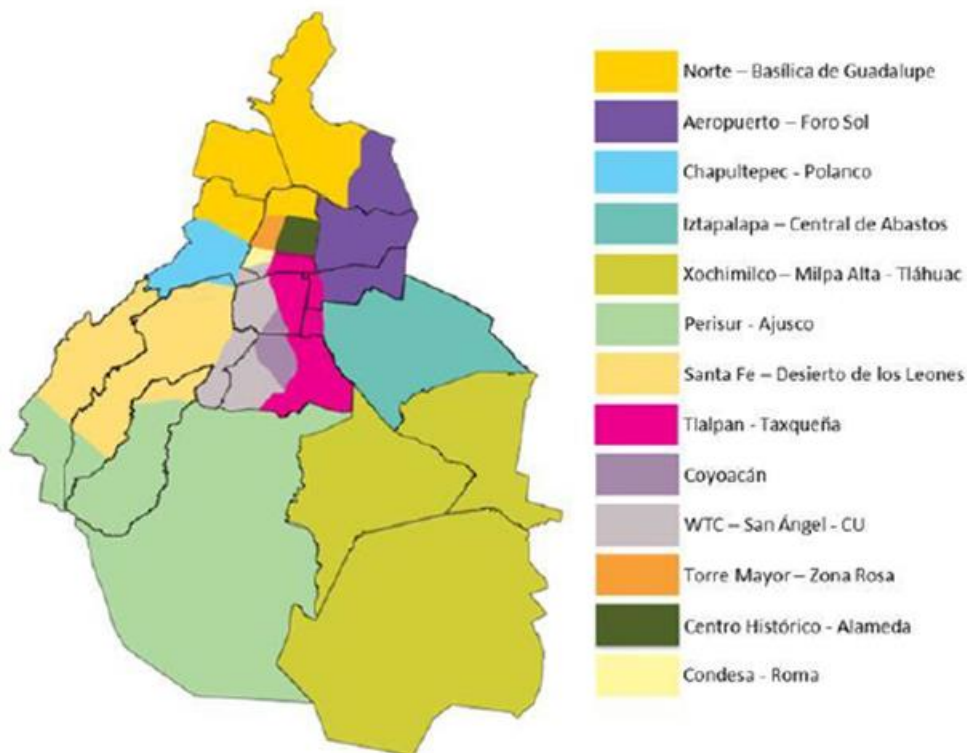 Norte – Basílica de Guadalupe
Aeropuerto – Foro Sol
Chapultepec - Polanco
Iztapalapa – Central de Abastos
Xochimilco – Milpa Alta - Tláhuac
Perisur - Ajusco
Santa Fe – Desierto de los Leones
Tlalpan - Taxqueña
Coyoacán
WTC – San Ángel - CU
Torre Mayor – Zona Rosa
Centro Histórico - Alameda
Condesa - Roma